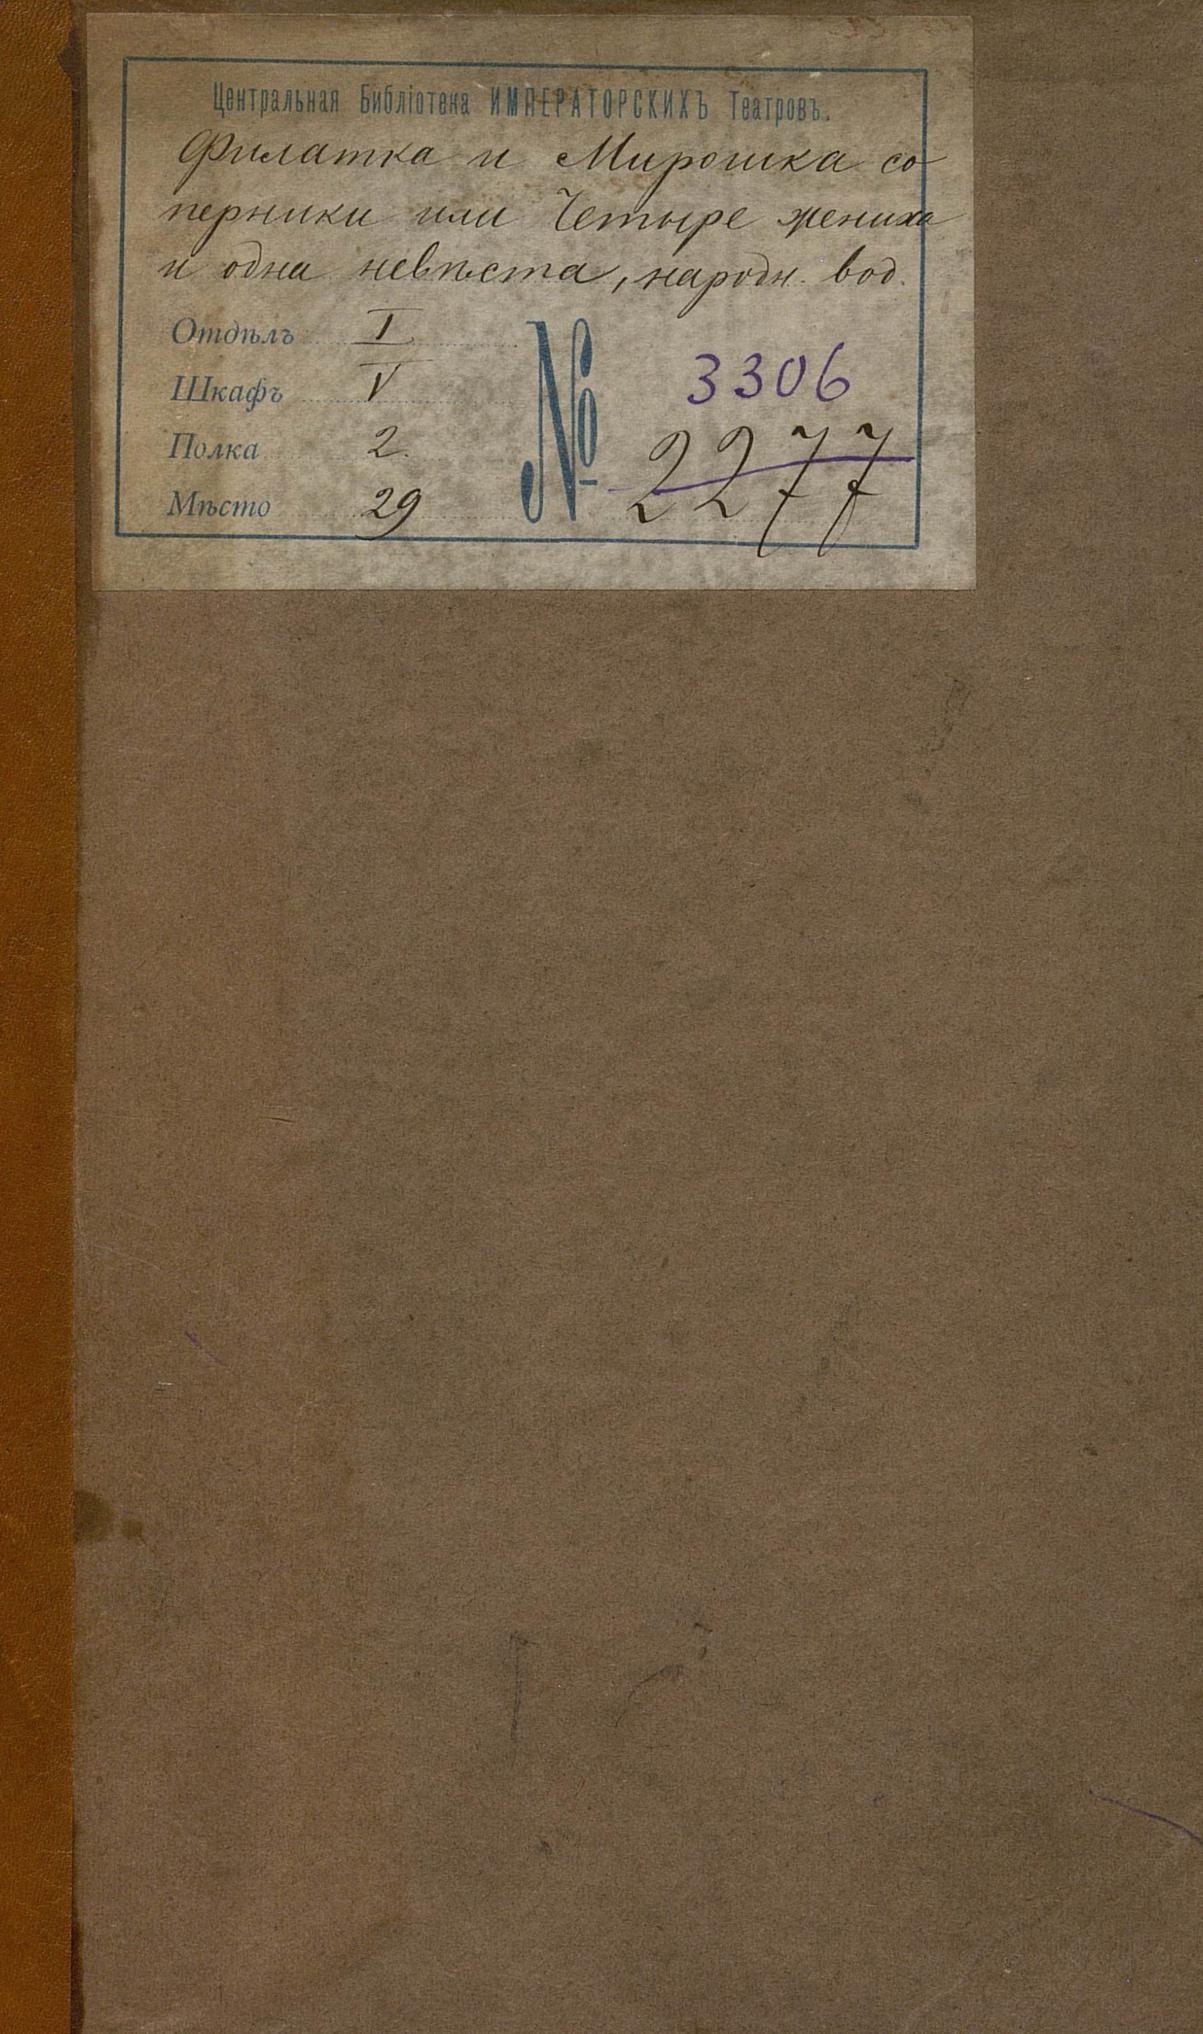 Центральная Библіотека ИМПЕРАТОРСКИХЪ Театровъ.
Филатка и Мирошка со
перники или Четыре жениха
и одна невѣста, народн. вод.
Отдѣлъ I
Шкафъ V
Полка 2.
Мѣсто 29
№ 3306
2277